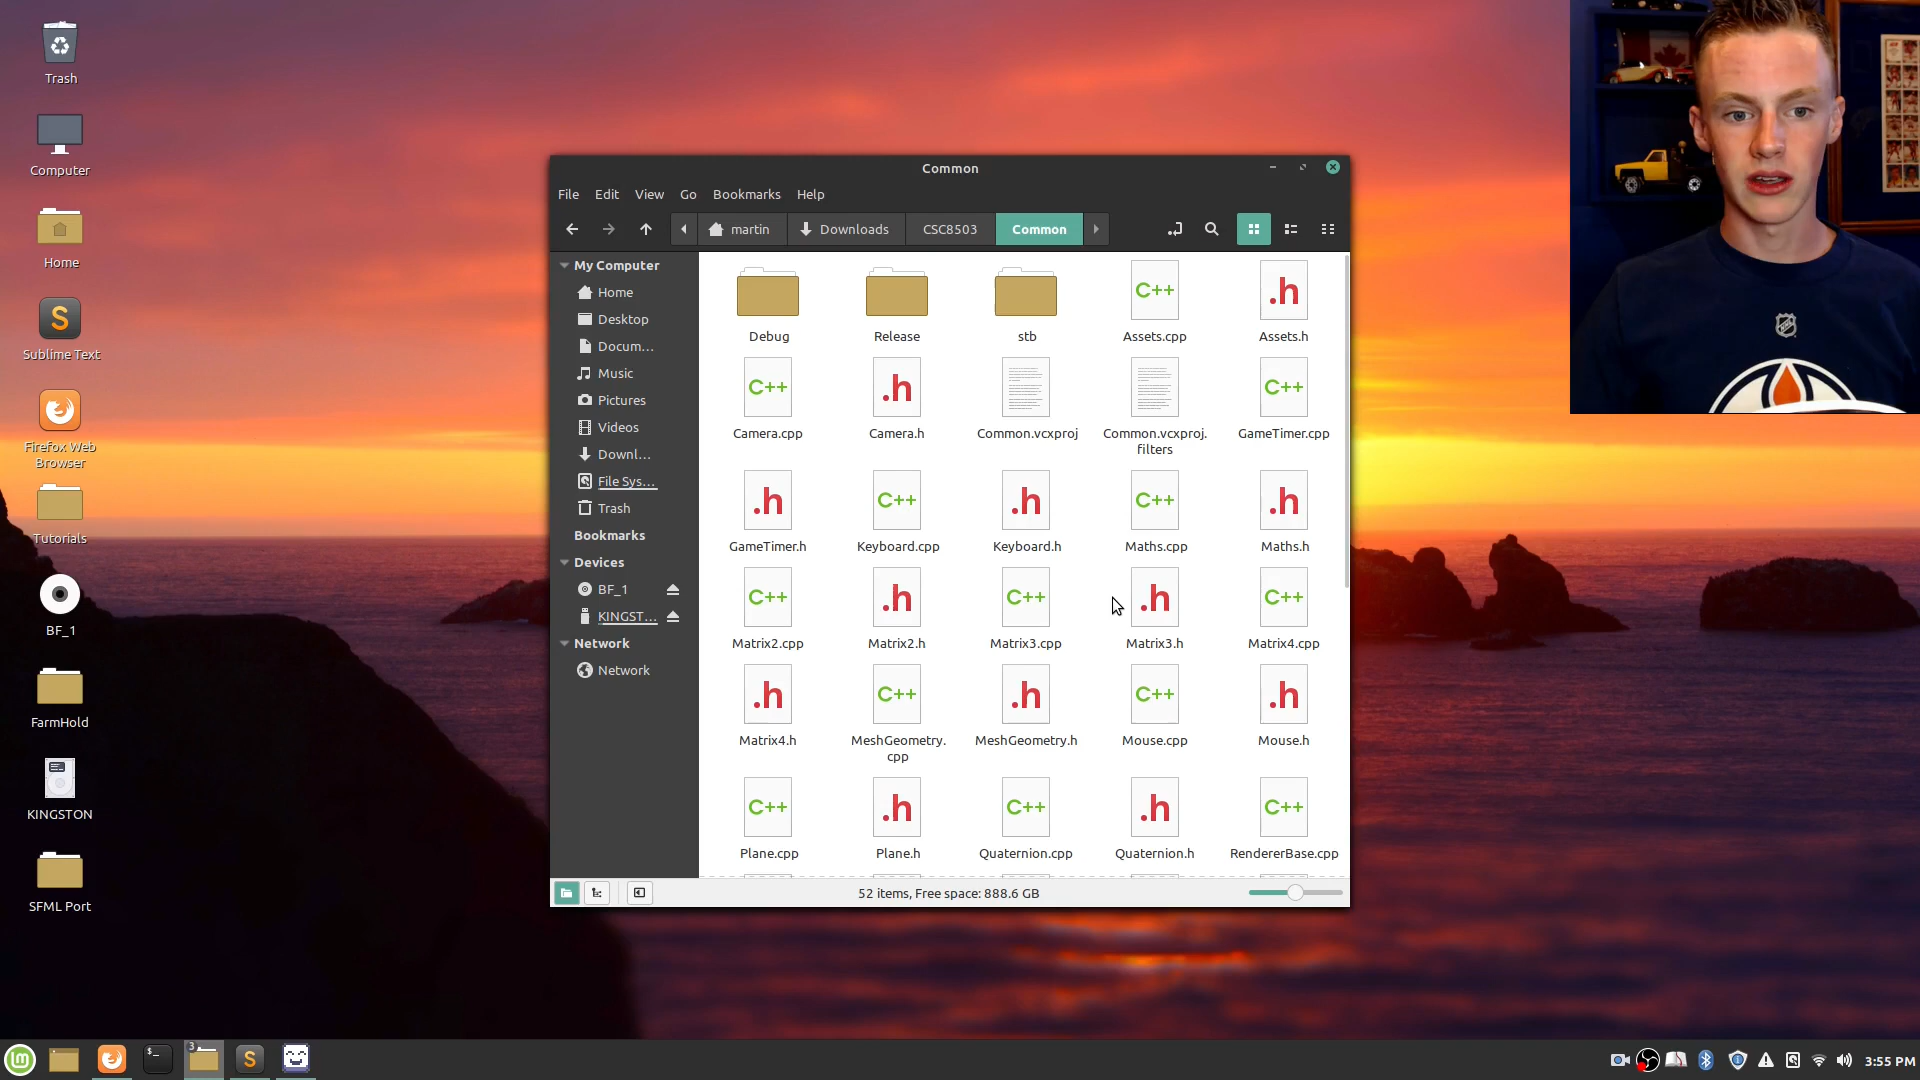 Trash
Computer
Home
S
Sublime Text
Firefox Web
Browser
Tutorials
BF_1
FarmHold
KINGSTON
SFML Port
Common
File Edit View Go Bookmarks Help
martin Downloads CSC8503 Common
My Computer
Home
Desktop
Docum...
Music
Pictures
Videos
Downl...
File Sys...
Trash
Bookmarks
Devices
BF_1
KINGST...
Network
Network
C++ .h
Debug Release stb Assets.cpp Assets.h
C++ .h C++
Camera.cpp Camera.h Common.vcxproj Common.vcxproj. GameTimer.cpp
filters
.h C++ .h C++ .h
GameTimer.h Keyboard.cpp Keyboard.h Maths.cpp Maths.h
C++ .h C++ .h C++
Matrix2.cpp Matrix2.h Matrix3.cpp Matrix3.h Matrix4.cpp
.h C++ .h C++ .h
Matrix4.h MeshGeometry. MeshGeometry.h Mouse.cpp Mouse.h
cpp
C++ .h C++ .h C++
Plane.cpp Plane.h Quaternion.cpp Quaternion.h RendererBase.cpp
52 items, Free space: 888.6 GB
NHL
lm $_ 3 S 3:55 PM